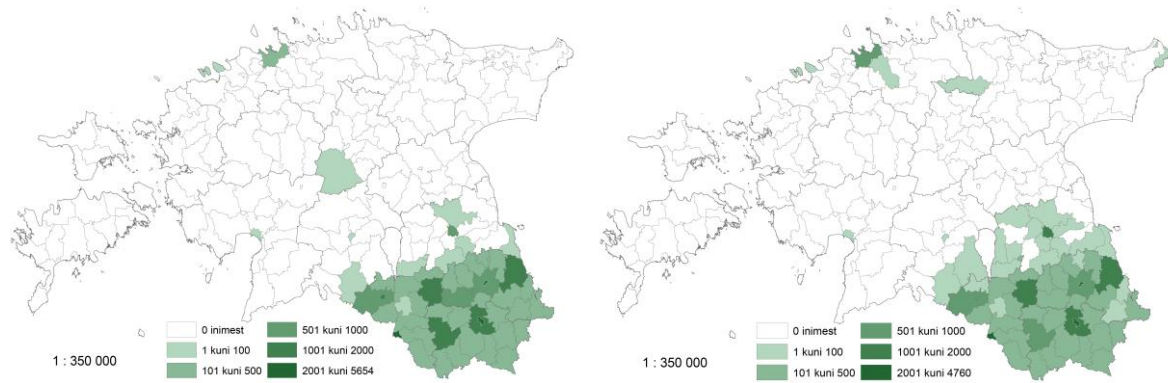 0 inimest
1 kuni 100
101 kuni 500
501 kuni 1000
1001 kuni 2000
2001 kuni 5654
1 : 350 000
0 inimest
1 kuni 100
101 kuni 500
501 kuni 1000
1001 kuni 2000
2001 kuni 4760
1 : 350 000